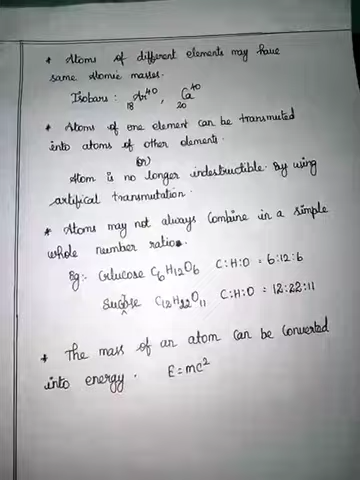 * Atoms of different elements may have
same atomic masses.
Isobars : ₁₈Ar⁴⁰, ₂₀Ca⁴⁰
* Atoms of one element can be transmuted
into atoms of other elements.
(or)
Atom is no longer indestructible. By using
artifical transmutation.
* Atoms may not always combine in a simple
whole number ratio.
Eg:- Glucose C₆H₁₂O₆ C:H:O = 6:12:6
Sucrose C₁₂H₂₂O₁₁ C:H:O = 12:22:11
* The mass of an atom can be converted
into energy. E = mc²